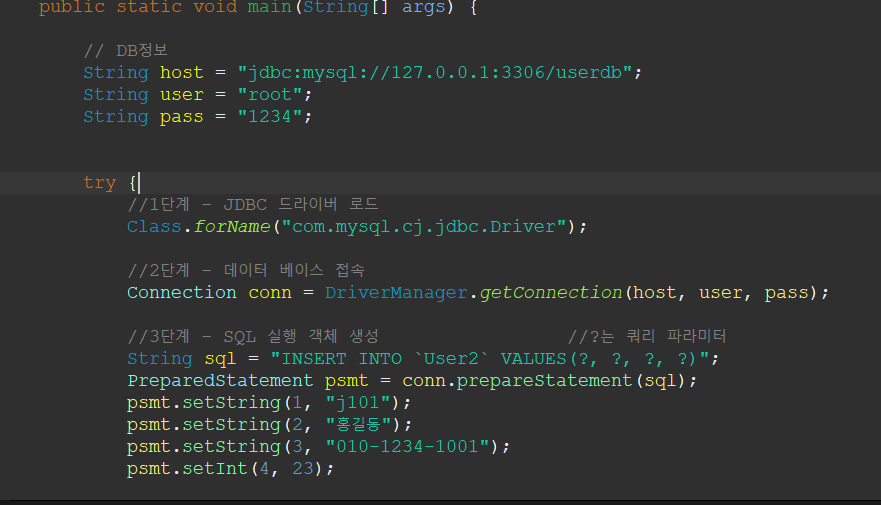 public static void main(String[] args) {
// DB정보
String host = "jdbc:mysql://127.0.0.1:3306/userdb";
String user = "root";
String pass = "1234";
try {
//1단계 - JDBC 드라이버 로드
Class.forName("com.mysql.cj.jdbc.Driver");
//2단계 - 데이터 베이스 접속
Connection conn = DriverManager.getConnection(host, user, pass);
//3단계 - SQL 실행 객체 생성 //?는 쿼리 파라미터
String sql = "INSERT INTO `User2` VALUES(?, ?, ?, ?)";
PreparedStatement psmt = conn.prepareStatement(sql);
psmt.setString(1, "j101");
psmt.setString(2, "홍길동");
psmt.setString(3, "010-1234-1001");
psmt.setInt(4, 23);